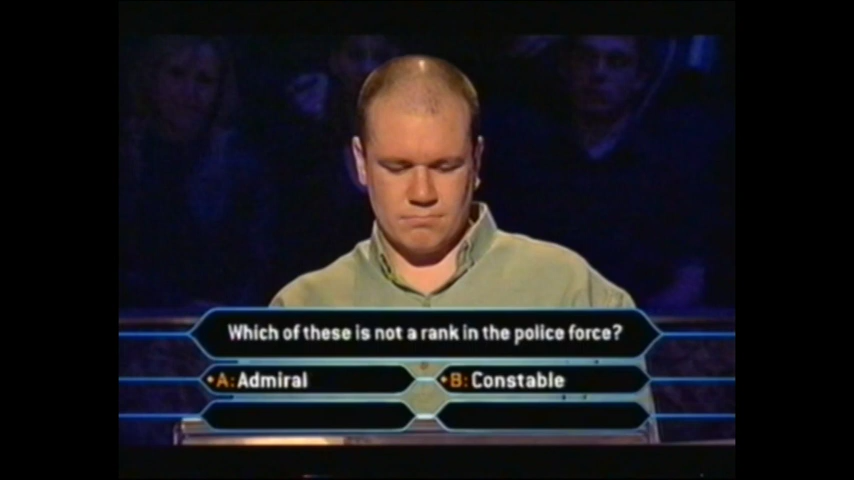 Which of these is not a rank in the police force?
A: Admiral
B: Constable